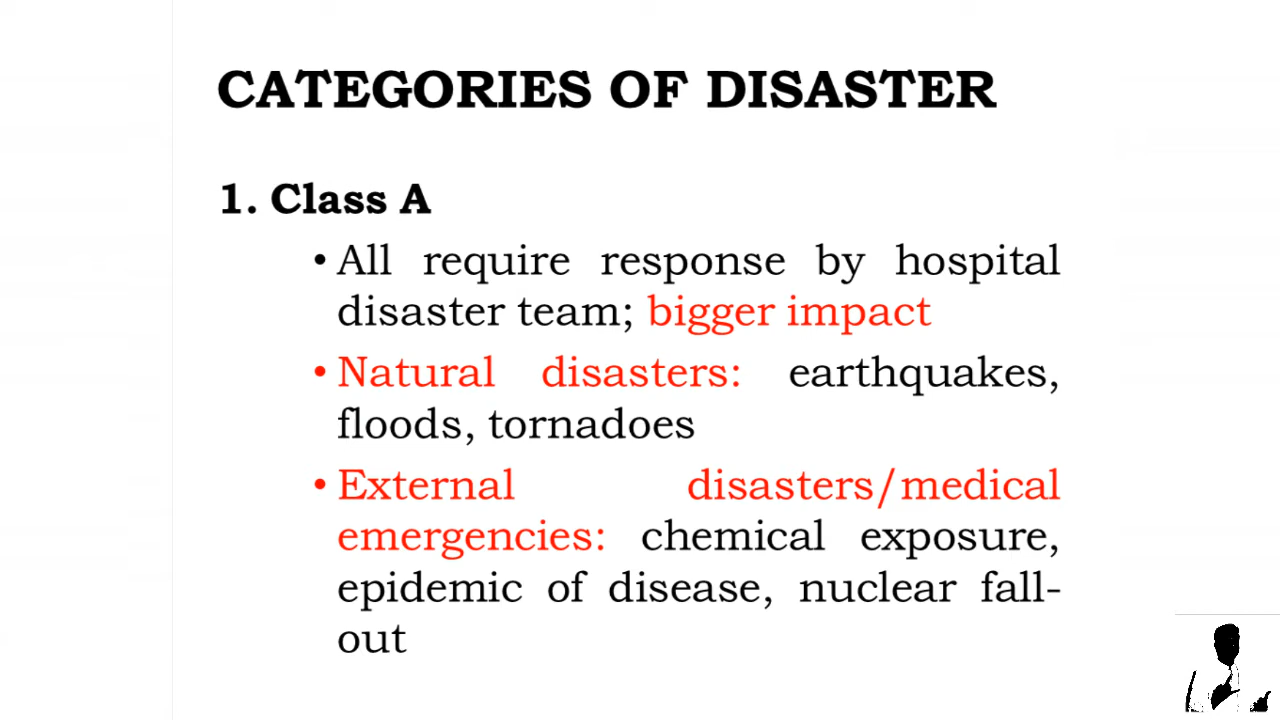 CATEGORIES OF DISASTER
1. Class A
• All require response by hospital
disaster team; bigger impact
• Natural disasters: earthquakes,
floods, tornadoes
• External disasters/medical
emergencies: chemical exposure,
epidemic of disease, nuclear fall-
out